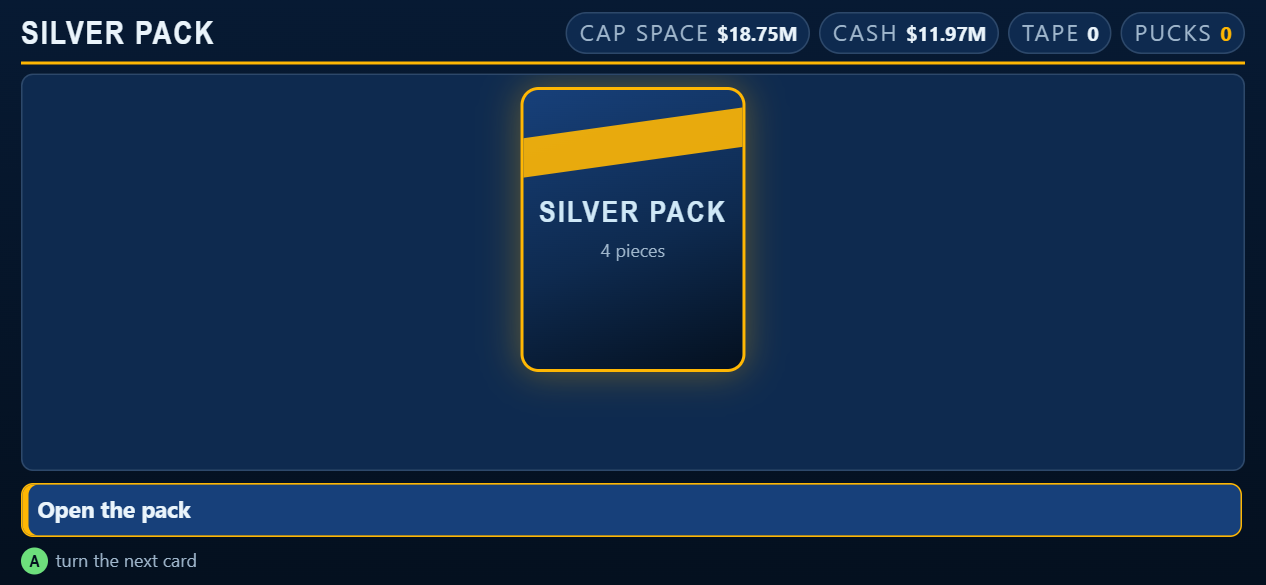 SILVER PACK
CAP SPACE $18.75M CASH $11.97M TAPE 0 PUCKS 0
SILVER PACK
4 pieces
Open the pack
A turn the next card